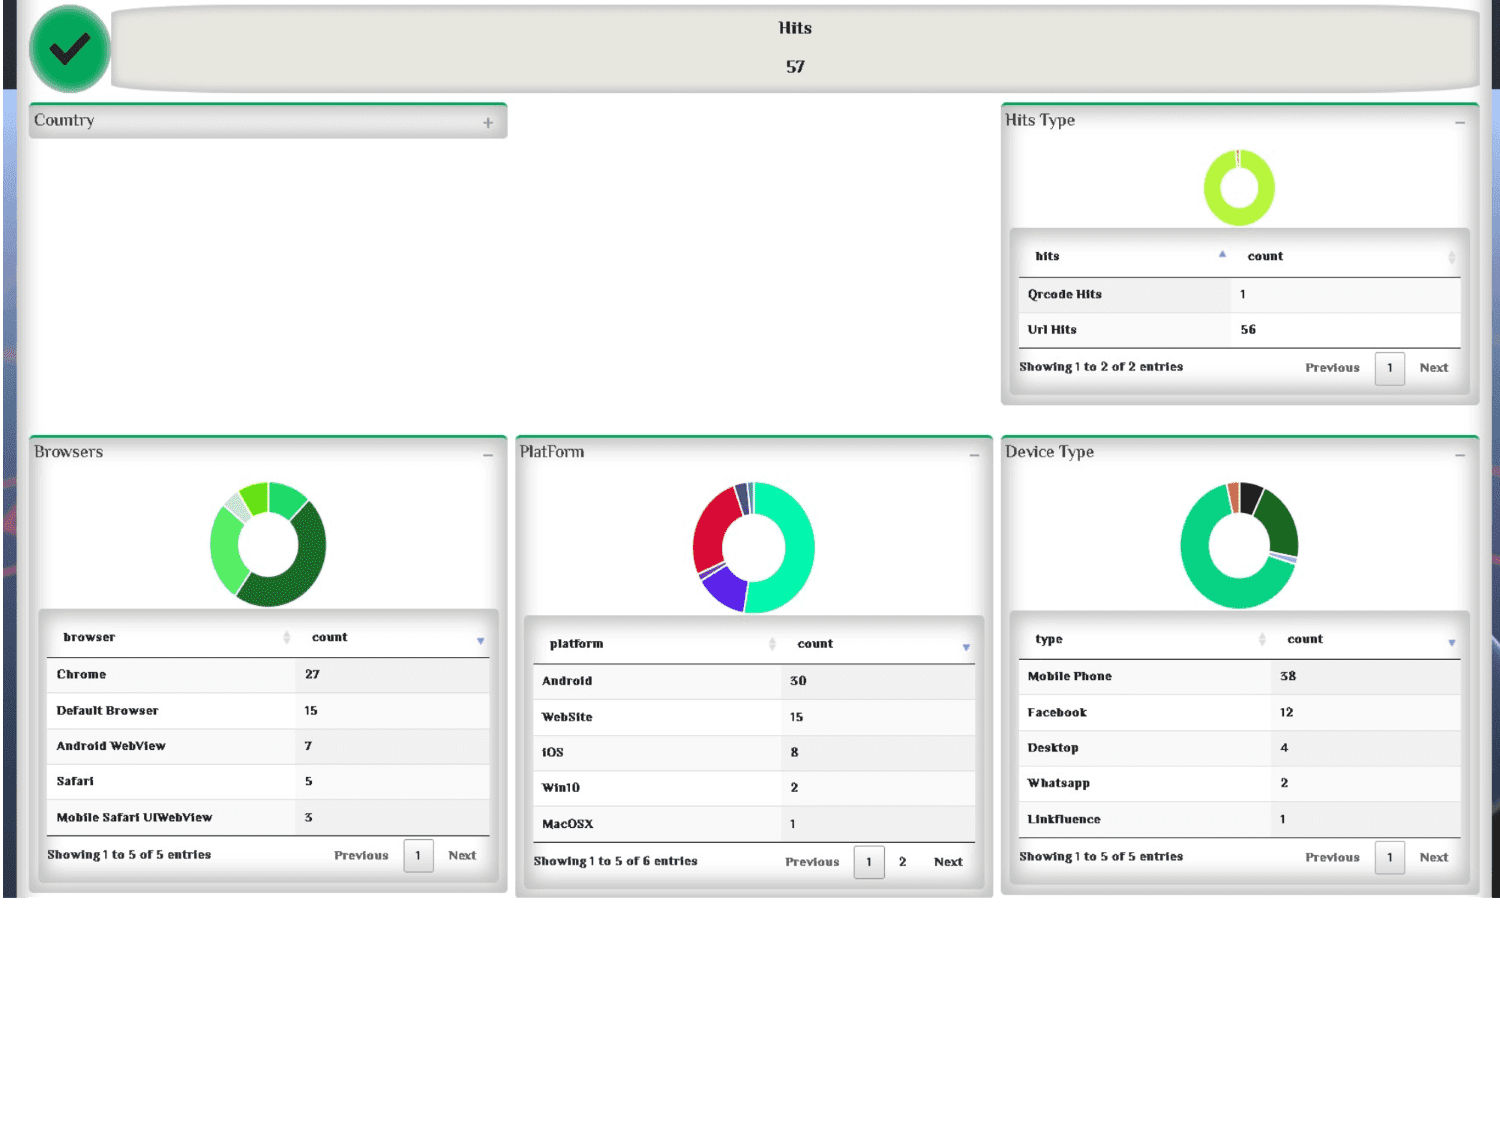 Hits
57
Country
Hits Type
hits count
Qrcode Hits 1
Url Hits 56
Showing 1 to 2 of 2 entries Previous 1 Next
Browsers
browser count
Chrome 27
Default Browser 15
Android WebView 7
Safari 5
Mobile Safari UIWebView 3
Showing 1 to 5 of 5 entries Previous 1 Next
PlatForm
platform count
Android 30
WebSite 15
iOS 8
Win10 2
MacOSX 1
Showing 1 to 5 of 6 entries Previous 1 2 Next
Device Type
type count
Mobile Phone 38
Facebook 12
Desktop 4
Whatsapp 2
Linkfluence 1
Showing 1 to 5 of 5 entries Previous 1 Next